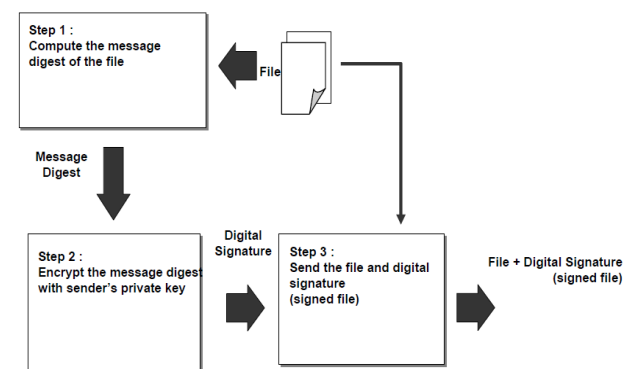 Step 1 :
Compute the message
digest of the file
File
Message
Digest
Step 2 :
Encrypt the message digest
with sender's private key
Digital
Signature
Step 3 :
Send the file and digital
signature
(signed file)
File + Digital Signature
(signed file)